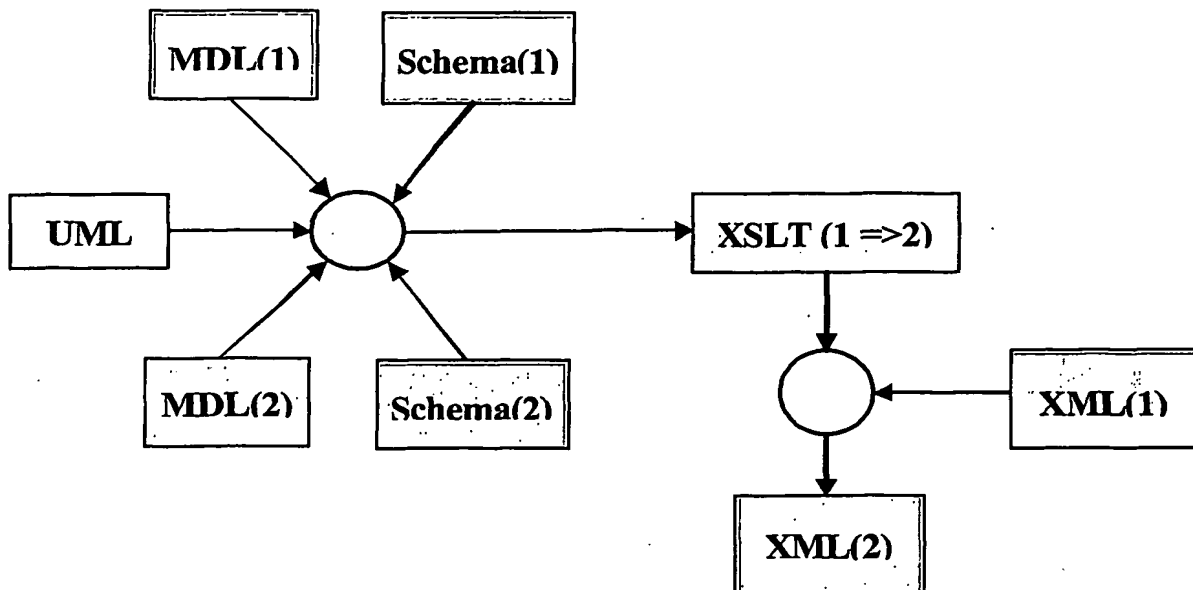 MDL(1)
Schema(1)
UML
XSLT (1 =>2)
MDL(2)
Schema(2)
XML(1)
XML(2)